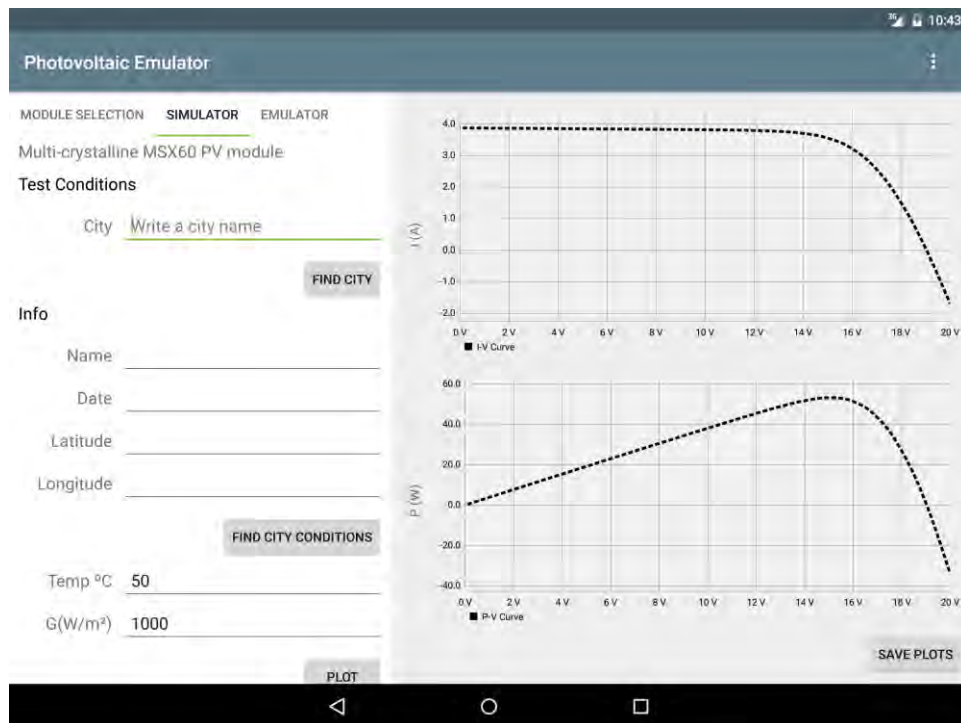 3G 10:43
Photovoltaic Emulator
MODULE SELECTION SIMULATOR EMULATOR
Multi-crystalline MSX60 PV module
Test Conditions
City Write a city name
FIND CITY
Info
Name
Date
Latitude
Longitude
FIND CITY CONDITIONS
Temp ºC 50
G(W/m²) 1000
PLOT
4.0
3.0
2.0
1.0
0.0
-1.0
-2.0
I (A)
0 V 2 V 4 V 6 V 8 V 10 V 12 V 14 V 16 V 18 V 20 V
I-V Curve
60.0
40.0
20.0
0.0
-20.0
-40.0
P (W)
0 V 2 V 4 V 6 V 8 V 10 V 12 V 14 V 16 V 18 V 20 V
P-V Curve
SAVE PLOTS